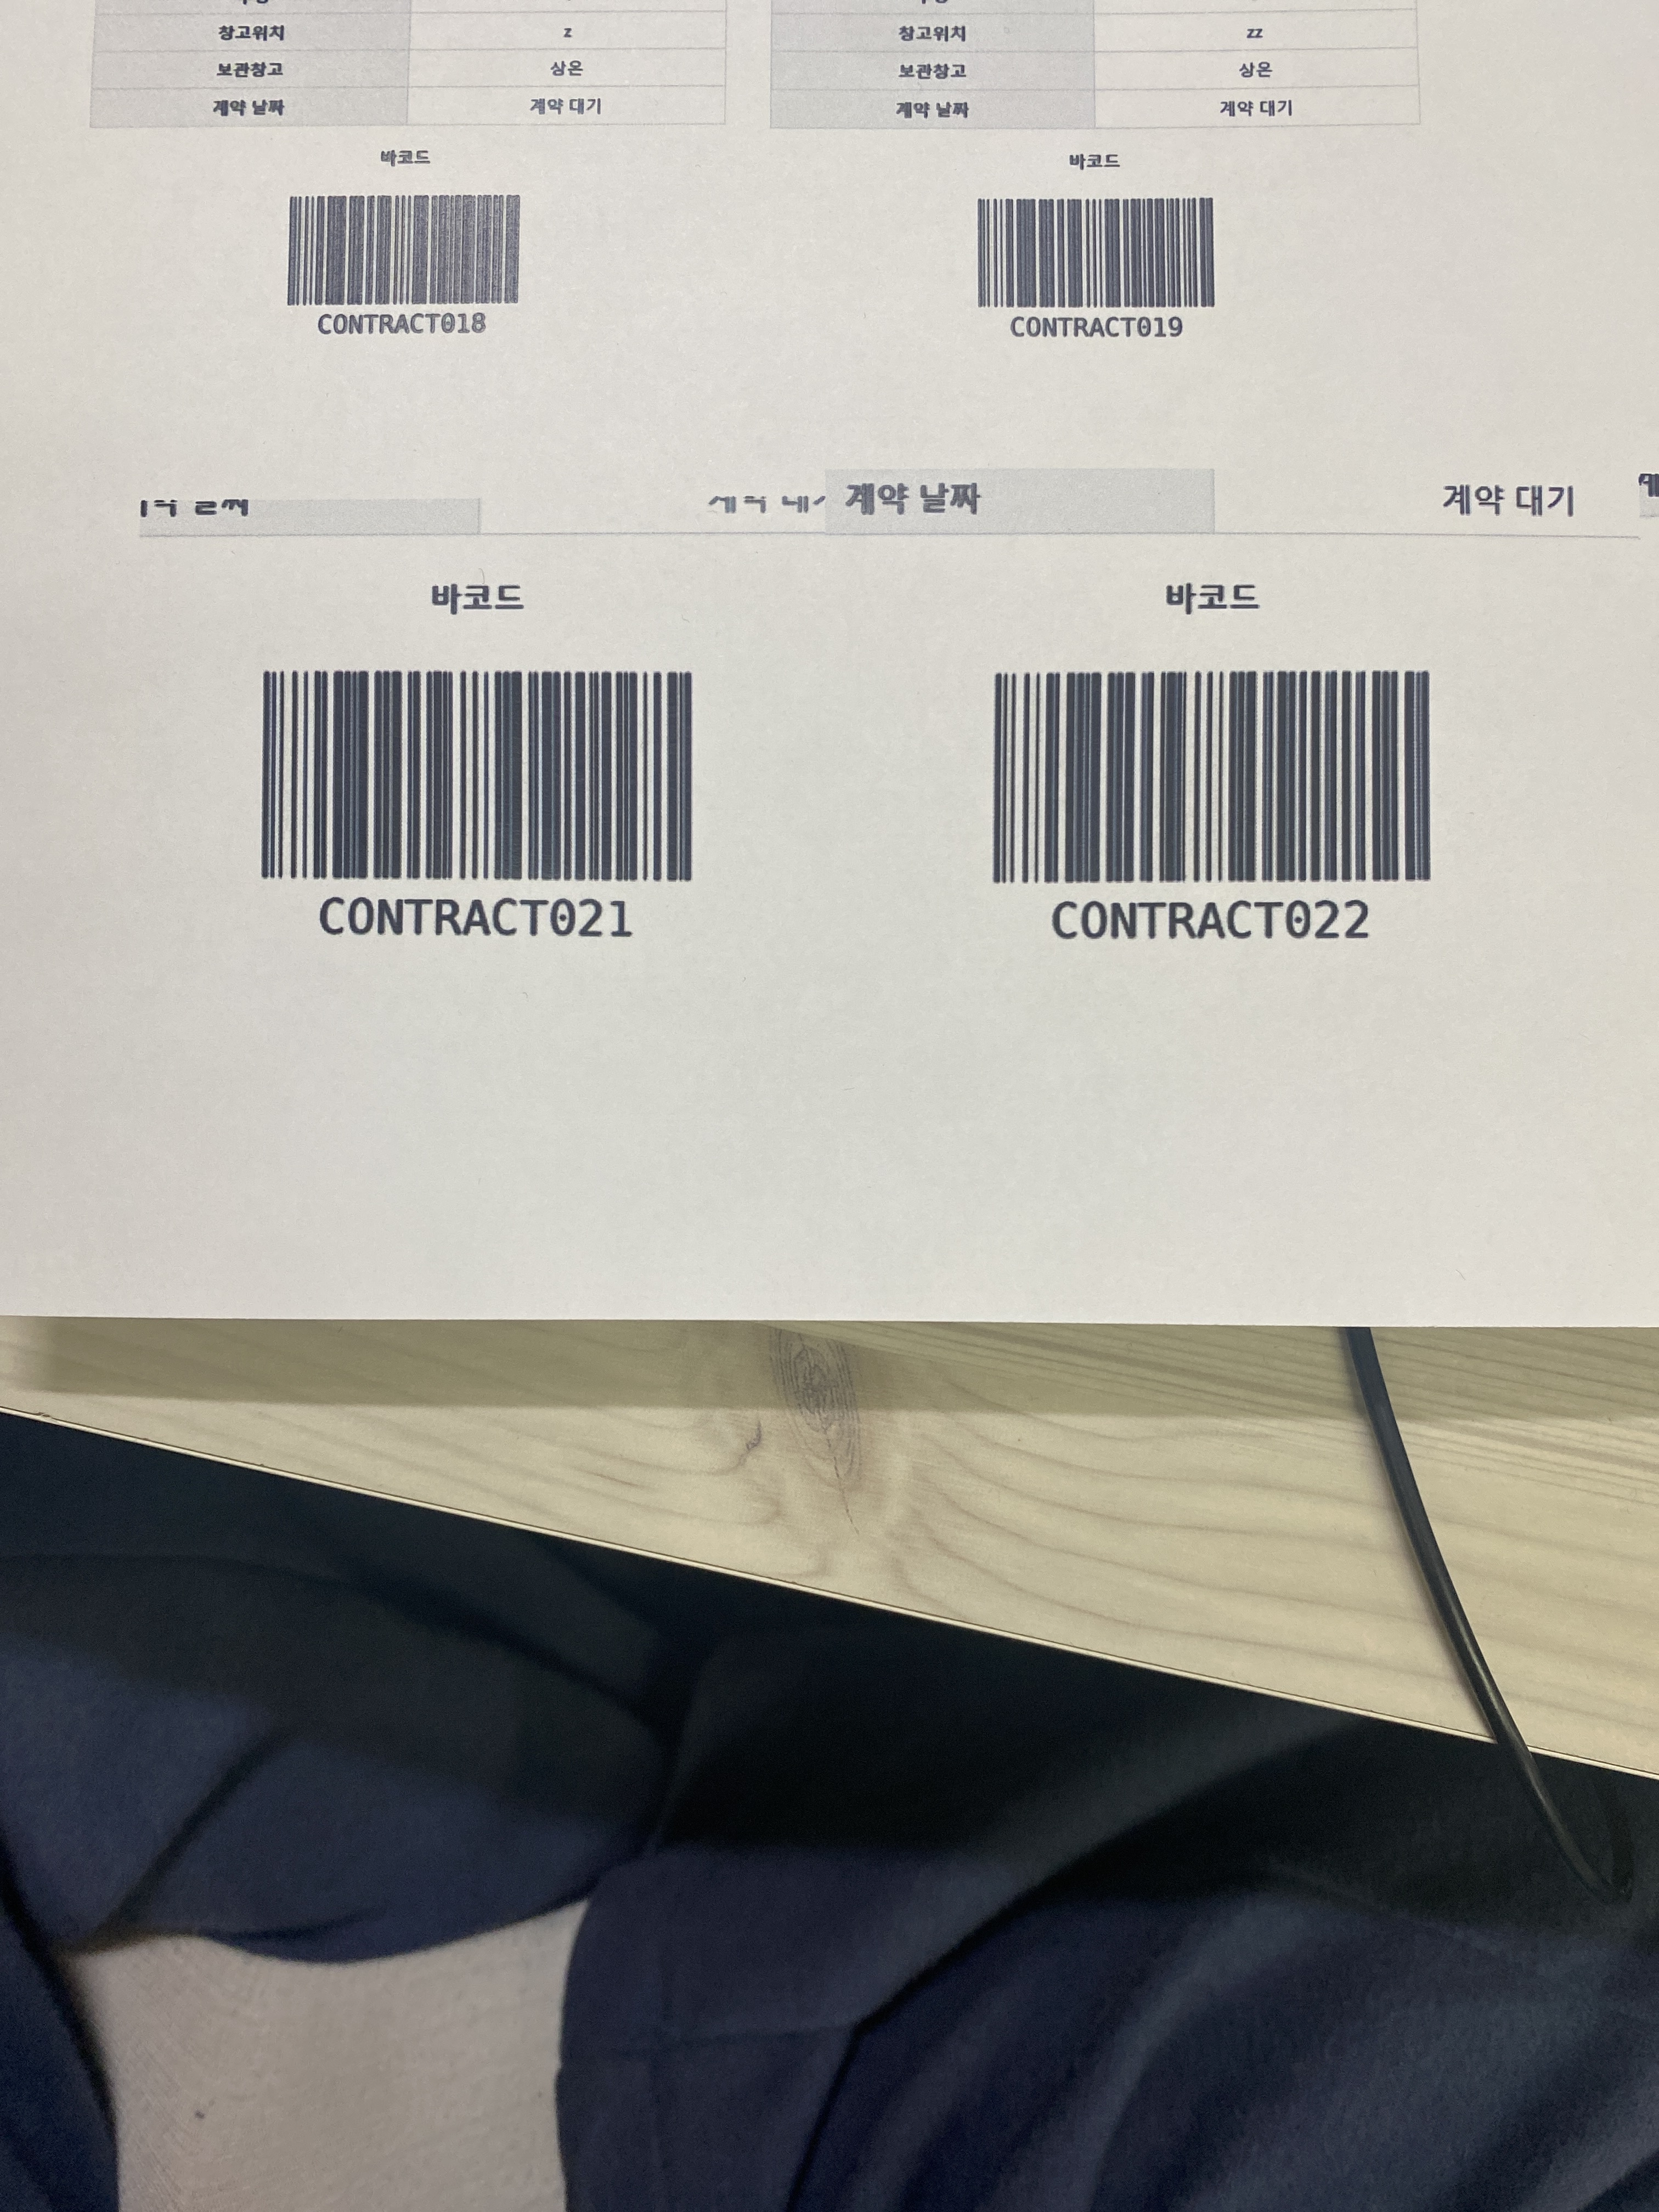 창고위치 z 창고위치 zz
보관창고 상온 보관창고 상온
계약 날짜 계약 대기 계약 날짜 계약 대기
바코드 바코드
CONTRACT018 CONTRACT019
계약 날짜 계약 대기
바코드 바코드
CONTRACT021 CONTRACT022